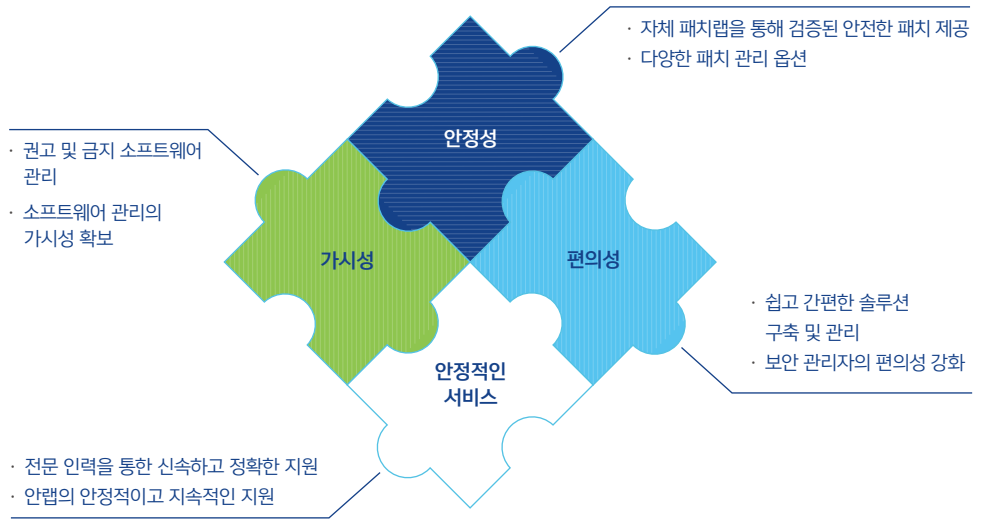 · 자체 패치랩을 통해 검증된 안전한 패치 제공
· 다양한 패치 관리 옵션
안정성
· 권고 및 금지 소프트웨어
관리
· 소프트웨어 관리의
가시성 확보
가시성
편의성
· 쉽고 간편한 솔루션
구축 및 관리
· 보안 관리자의 편의성 강화
안정적인
서비스
· 전문 인력을 통한 신속하고 정확한 지원
· 안랩의 안정적이고 지속적인 지원